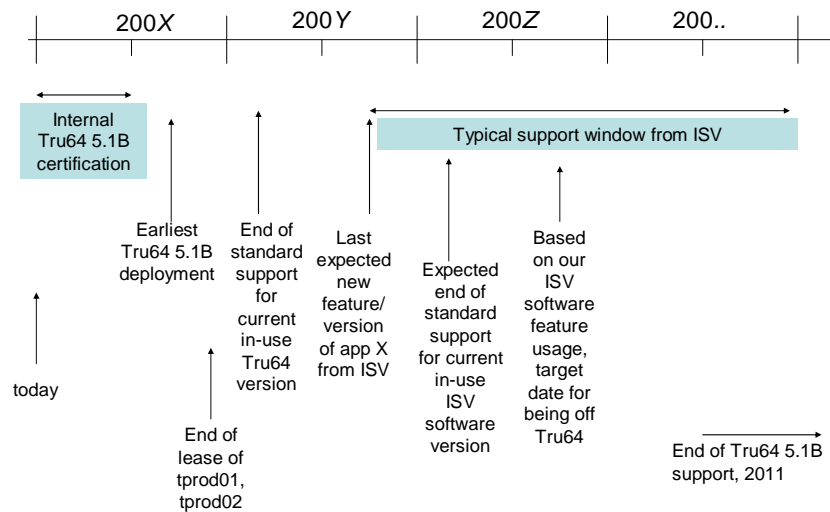 200X
200Y
200Z
200..
Internal
Tru64 5.1B
certification
Typical support window from ISV
Earliest
Tru64 5.1B
deployment
End of
standard
support
for
current
in-use
Tru64
version
Last
expected
new
feature/
version
of app X
from ISV
Expected
end of
standard
support
for current
in-use
ISV
software
version
Based
on our
ISV
software
feature
usage,
target
date for
being off
Tru64
today
End of
lease of
tprod01,
tprod02
End of Tru64 5.1B
support, 2011